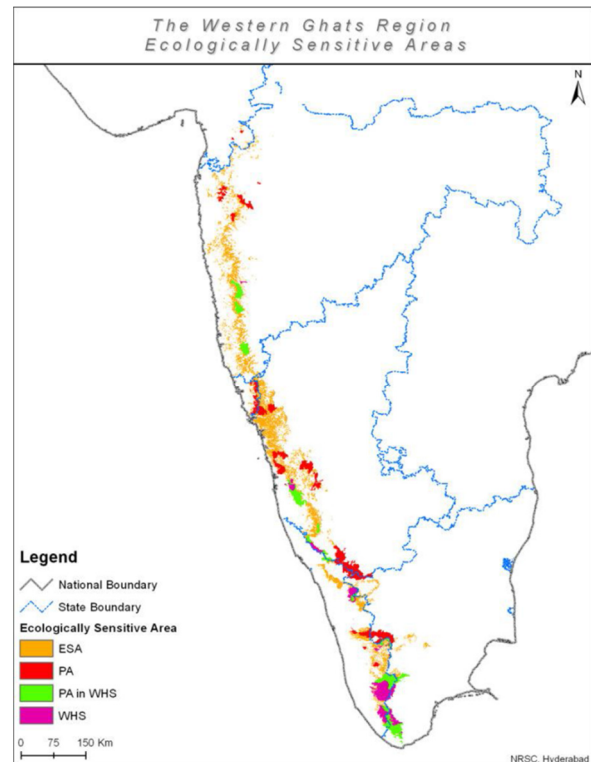 The Western Ghats Region
Ecologically Sensitive Areas
N
Legend
National Boundary
State Boundary
Ecologically Sensitive Area
ESA
PA
PA in WHS
WHS
0 75 150 Km
NRSC, Hyderabad